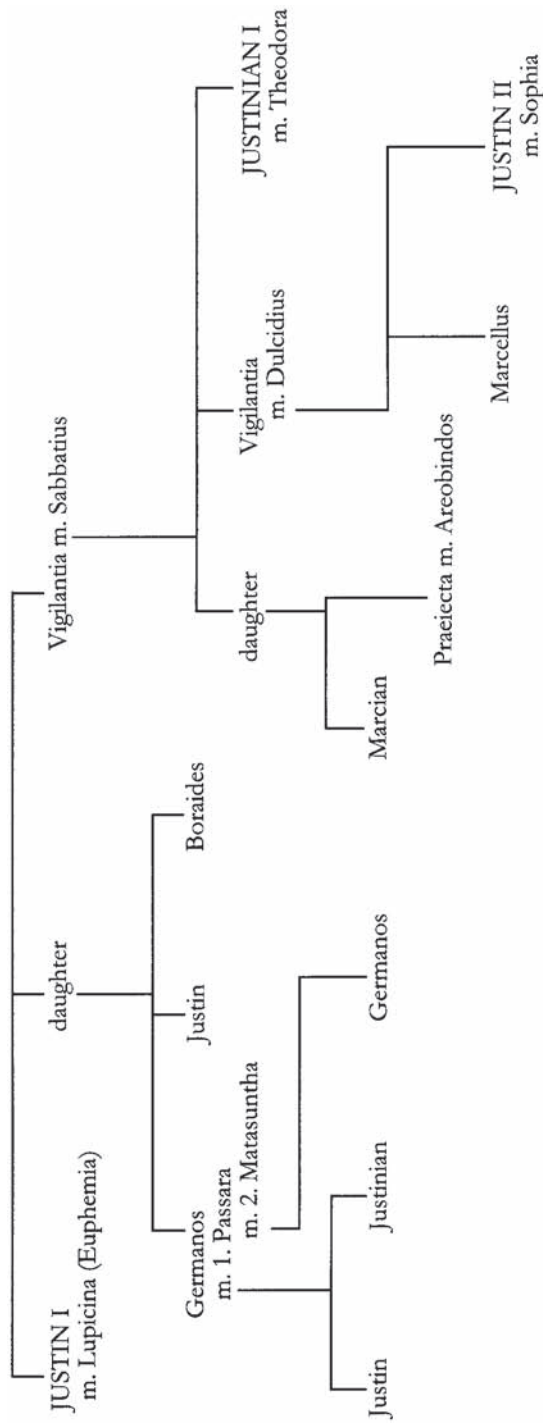 JUSTIN I
m. Lupicina (Euphemia)
daughter
Vigilantia m. Sabbatius
Germanos
m. 1. Passara
m. 2. Matasuntha
Justin
Boraides
daughter
Vigilantia
m. Dulcidius
JUSTINIAN I
m. Theodora
Justin
Justinian
Germanos
Marcian
Praeiecta m. Areobindos
Marcellus
JUSTIN II
m. Sophia